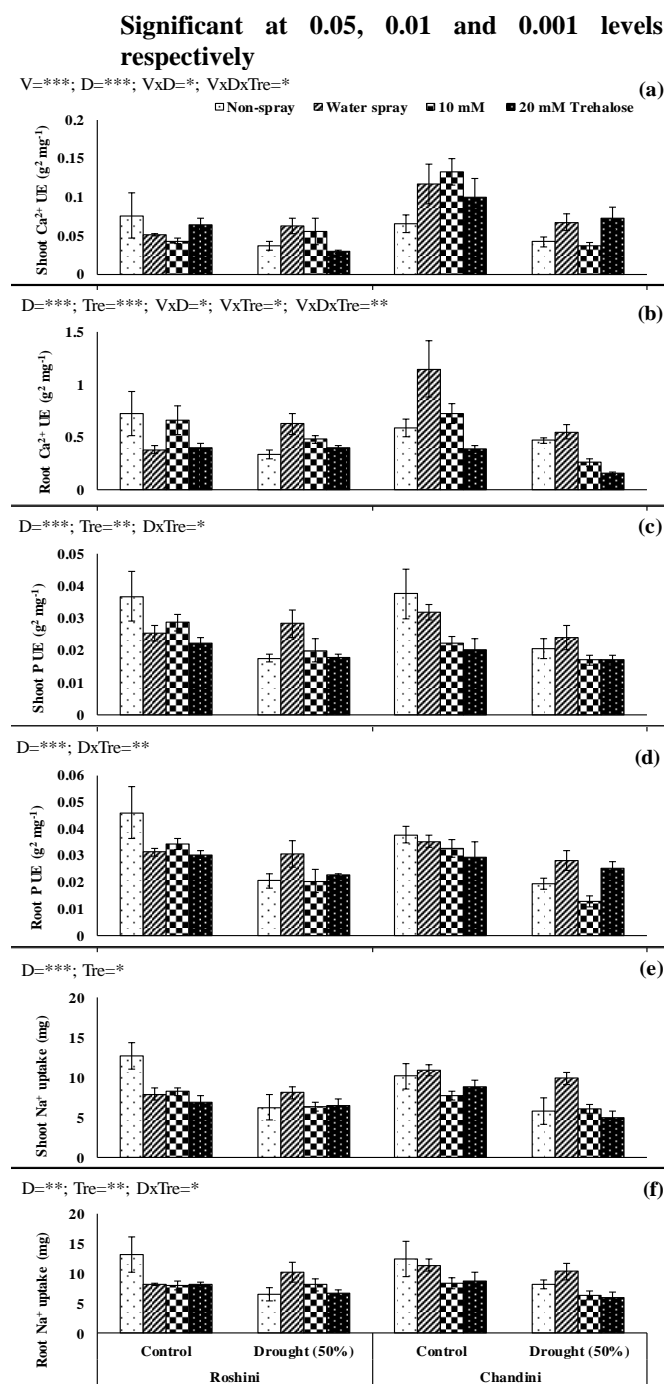 Significant at 0.05, 0.01 and 0.001 levels
respectively
V=***; D=***; VxD=*; VxDxTre=*
(a)
Non-spray Water spray 10 mM 20 mM Trehalose
Shoot Ca²⁺ UE (g² mg⁻¹)
0.2
0.15
0.1
0.05
0
D=***; Tre=***; VxD=*; VxTre=*; VxDxTre=**
(b)
Root Ca²⁺ UE (g² mg⁻¹)
1.5
1
0.5
0
D=***; Tre=**; DxTre=*
(c)
Shoot P UE (g² mg⁻¹)
0.05
0.04
0.03
0.02
0.01
0
D=***; DxTre=**
(d)
Root P UE (g² mg⁻¹)
0.06
0.05
0.04
0.03
0.02
0.01
0
D=***; Tre=*
(e)
Shoot Na⁺ uptake (mg)
20
15
10
5
0
D=**; Tre=**; DxTre=*
(f)
Root Na⁺ uptake (mg)
20
15
10
5
0
Control Drought (50%) Control Drought (50%)
Roshini Chandini